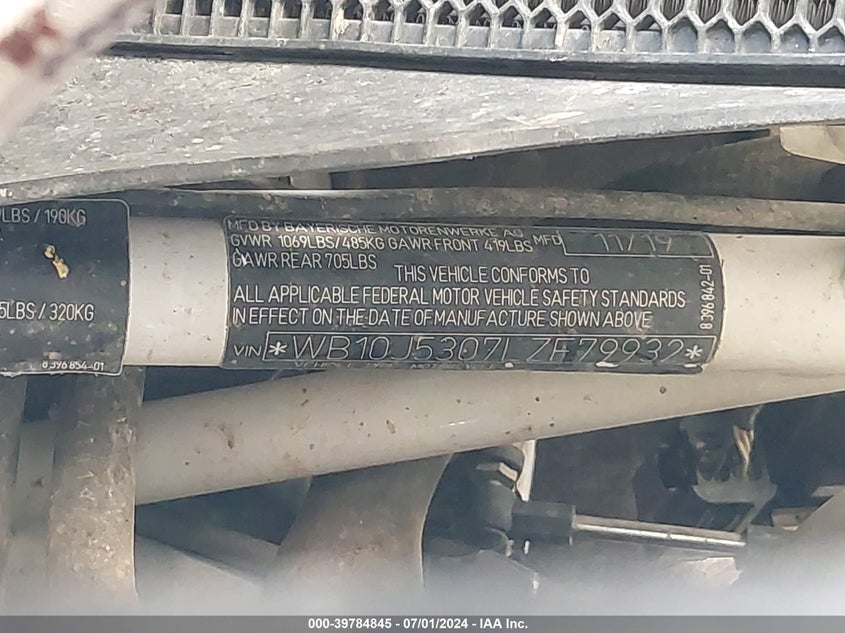 LBS / 190KG
5LBS / 320KG
8 396 854-01
MFD BY BAYERISCHE MOTORENWERKE AG
GVWR 1069LBS/485KG GAWR FRONT 419LBS MFD 11/19
GAWR REAR 705LBS
THIS VEHICLE CONFORMS TO
ALL APPLICABLE FEDERAL MOTOR VEHICLE SAFETY STANDARDS
IN EFFECT ON THE DATE OF MANUFACTURE SHOWN ABOVE
VIN *WB10J5307LZF79932*
8 396 842-01
000-39784845 - 07/01/2024 - IAA Inc.